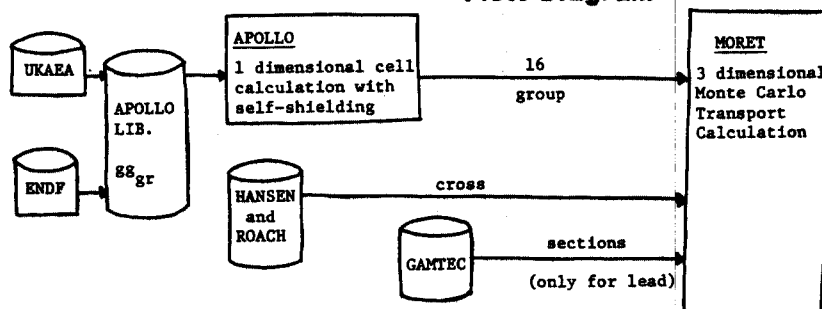 APOLLO
1 dimensional cell
calculation with
self-shielding
UKAEA
APOLLO
LIB.
gggr
ENDF
16
group
MORET
3 dimensional
Monte Carlo
Transport
Calculation
HANSEN
and
ROACH
cross
GAMTEC
sections
(only for lead)